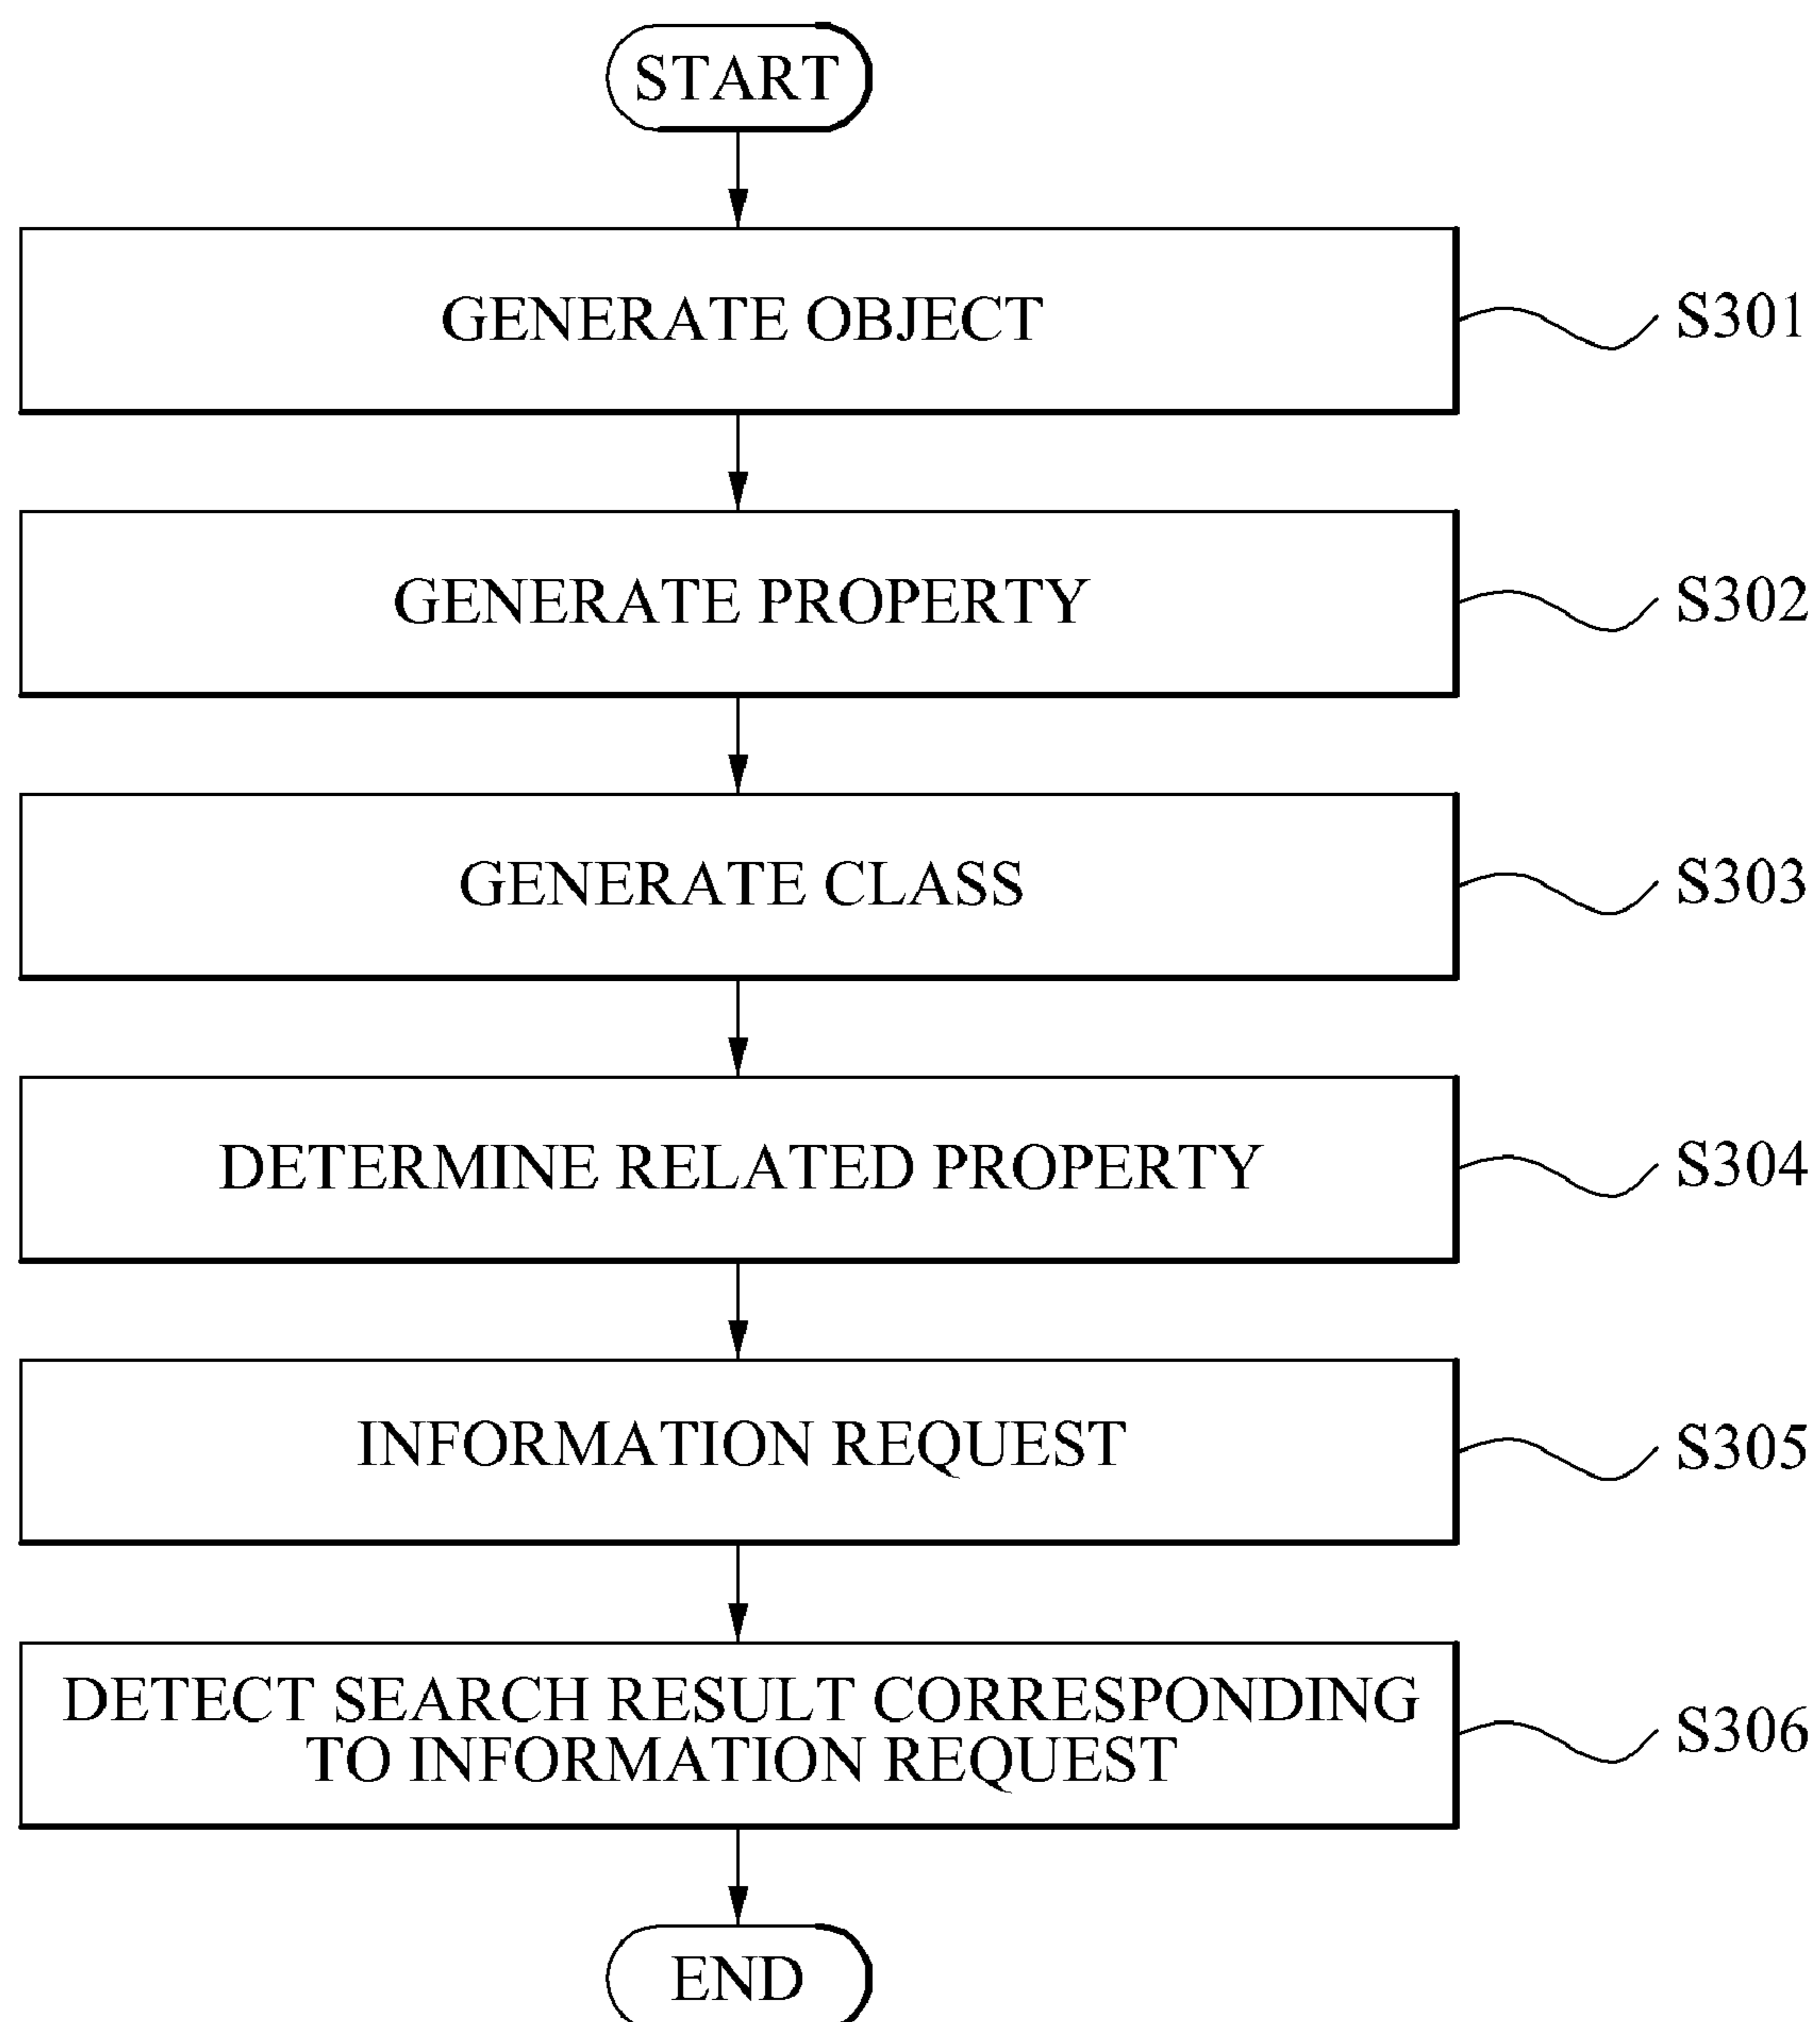 START
GENERATE OBJECT
S301
GENERATE PROPERTY
S302
GENERATE CLASS
S303
DETERMINE RELATED PROPERTY
S304
INFORMATION REQUEST
S305
DETECT SEARCH RESULT CORRESPONDING
TO INFORMATION REQUEST
S306
END